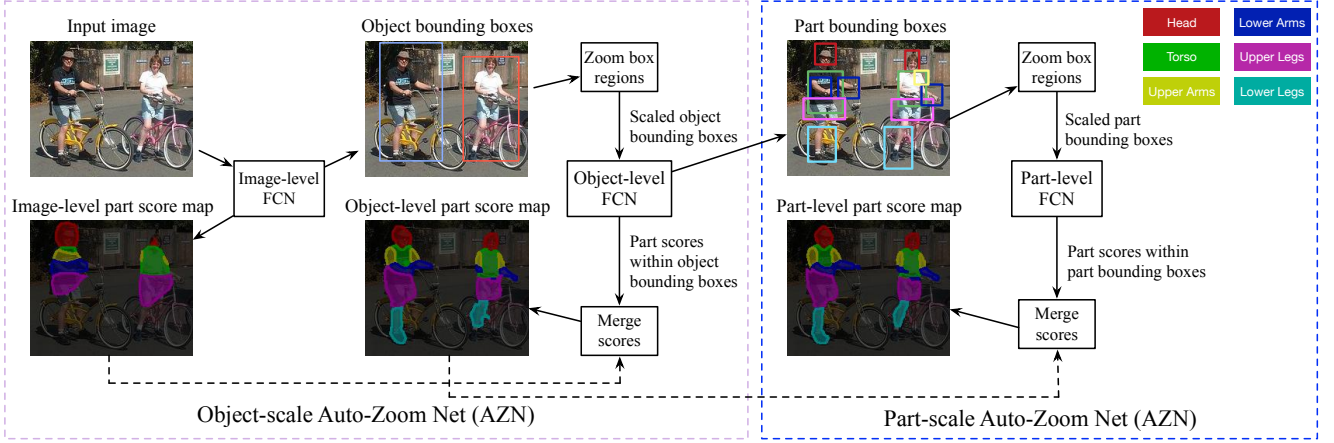 Input image
Object bounding boxes
Zoom box
regions
Scaled object
bounding boxes
Image-level
FCN
Object-level
FCN
Image-level part score map
Object-level part score map
Part scores
within object
bounding boxes
Merge
scores
Object-scale Auto-Zoom Net (AZN)
Part bounding boxes
Zoom box
regions
Head
Lower Arms
Torso
Upper Legs
Upper Arms
Lower Legs
Scaled part
bounding boxes
Part-level
FCN
Part-level part score map
Part scores within
part bounding boxes
Merge
scores
Part-scale Auto-Zoom Net (AZN)